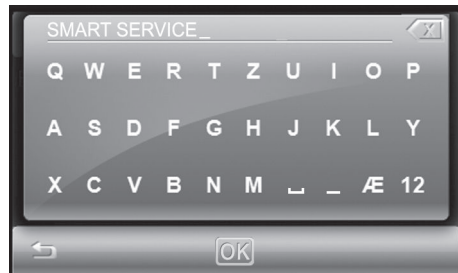 SMART SERVICE_
Q W E R T Z U I O P
A S D F G H J K L Y
X C V B N M ⎵ _ Æ 12
OK